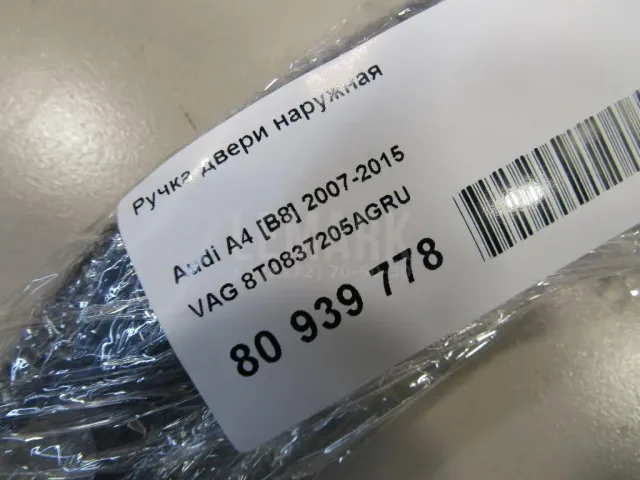 Ручка двери наружная
Audi A4 [B8] 2007-2015
VAG 8T0837205AGRU
80 939 778